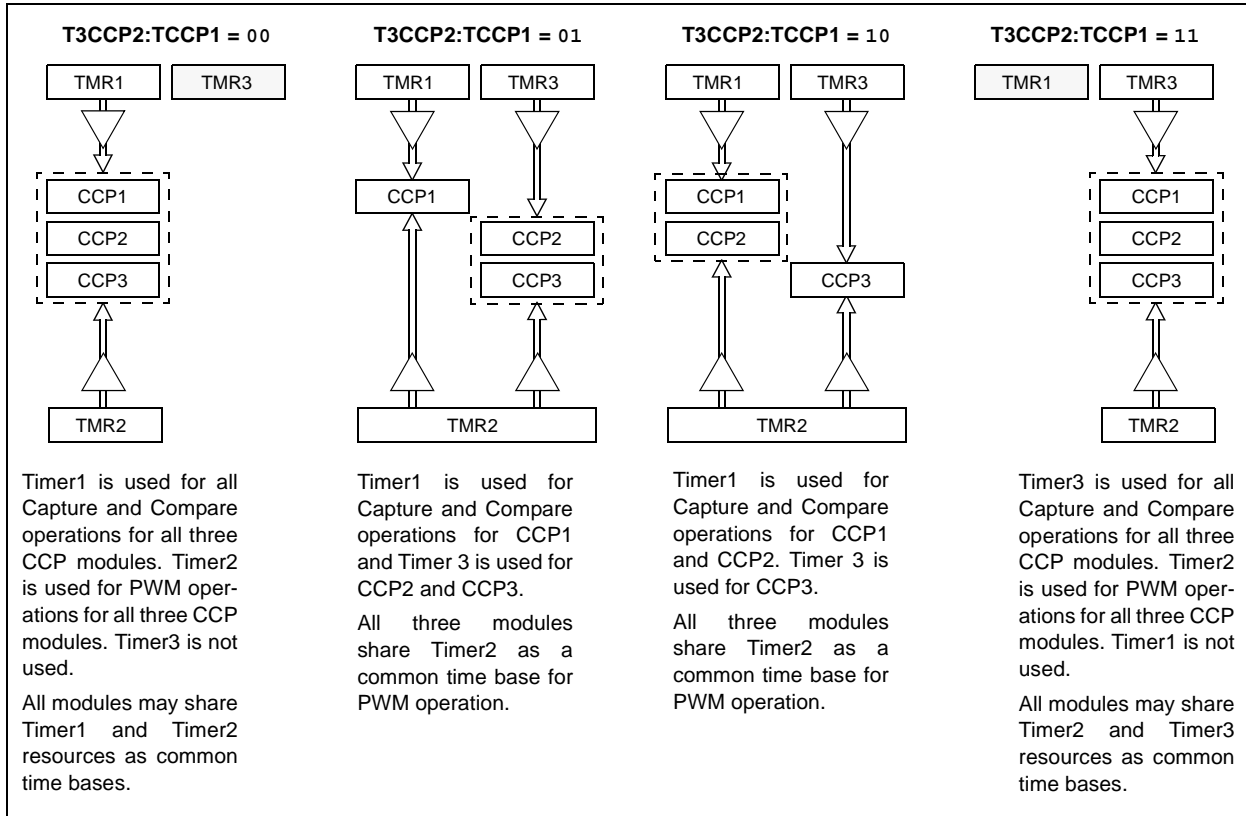 T3CCP2:TCCP1 = 00
TMR1
TMR3
CCP1
CCP2
CCP3
TMR2
Timer1 is used for all
Capture and Compare
operations for all three
CCP modules. Timer2
is used for PWM oper-
ations for all three CCP
modules. Timer3 is not
used.
All modules may share
Timer1 and Timer2
resources as common
time bases.
T3CCP2:TCCP1 = 01
TMR1
TMR3
CCP1
CCP2
CCP3
TMR2
Timer1 is used for
Capture and Compare
operations for CCP1
and Timer 3 is used for
CCP2 and CCP3.
All three modules
share Timer2 as a
common time base for
PWM operation.
T3CCP2:TCCP1 = 10
TMR1
TMR3
CCP1
CCP2
CCP3
TMR2
Timer1 is used for
Capture and Compare
operations for CCP1
and CCP2. Timer 3 is
used for CCP3.
All three modules
share Timer2 as a
common time base for
PWM operation.
T3CCP2:TCCP1 = 11
TMR1
TMR3
CCP1
CCP2
CCP3
TMR2
Timer3 is used for all
Capture and Compare
operations for all three
CCP modules. Timer2
is used for PWM oper-
ations for all three CCP
modules. Timer1 is not
used.
All modules may share
Timer2 and Timer3
resources as common
time bases.